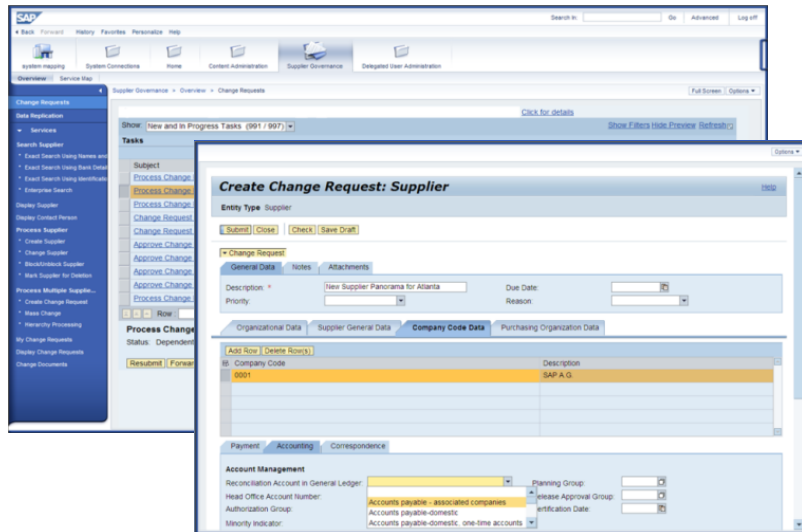 SAP
Search in: Go Advanced Log off
Back Forward History Favorites Personalize Help
system mapping System Connections Home Content Administration Supplier Governance Delegated User Administration
Overview Service Map
Supplier Governance > Overview > Change Requests Full Screen Options
Change Requests
Data Replication
Services
Search Supplier
Exact Search Using Names and
Exact Search Using Bank Detail
Exact Search Using Identificatio
Enterprise Search
Display Supplier
Display Contact Person
Process Supplier
Create Supplier
Change Supplier
Block/Unblock Supplier
Mark Supplier for Deletion
Process Multiple Supplie...
Create Change Request
Mass Change
Hierarchy Processing
My Change Requests
Display Change Requests
Change Documents
Click for details
Show: New and In Progress Tasks (991 / 997) Show Filters Hide Preview Refresh
Tasks
Subject
Process Change
Process Change
Process Change
Change Request
Change Request
Approve Change
Approve Change
Approve Change
Approve Change
Process Change
Row
Process Change
Status: Dependent
Resubmit Forwar
Options
Create Change Request: Supplier Help
Entity Type Supplier
Submit Close Check Save Draft
Change Request
General Data Notes Attachments
Description: * New Supplier Panorama for Atlanta Due Date:
Priority: Reason:
Organizational Data Supplier General Data Company Code Data Purchasing Organization Data
Add Row Delete Row(s)
Company Code Description
0001 SAP A.G.
Payment Accounting Correspondence
Account Management
Reconciliation Account in General Ledger: Planning Group:
Head Office Account Number: Release Approval Group:
Accounts payable - associated companies
Authorization Group: Accounts payable-domestic Certification Date:
Minority Indicator: Accounts payable-domestic, one-time accounts